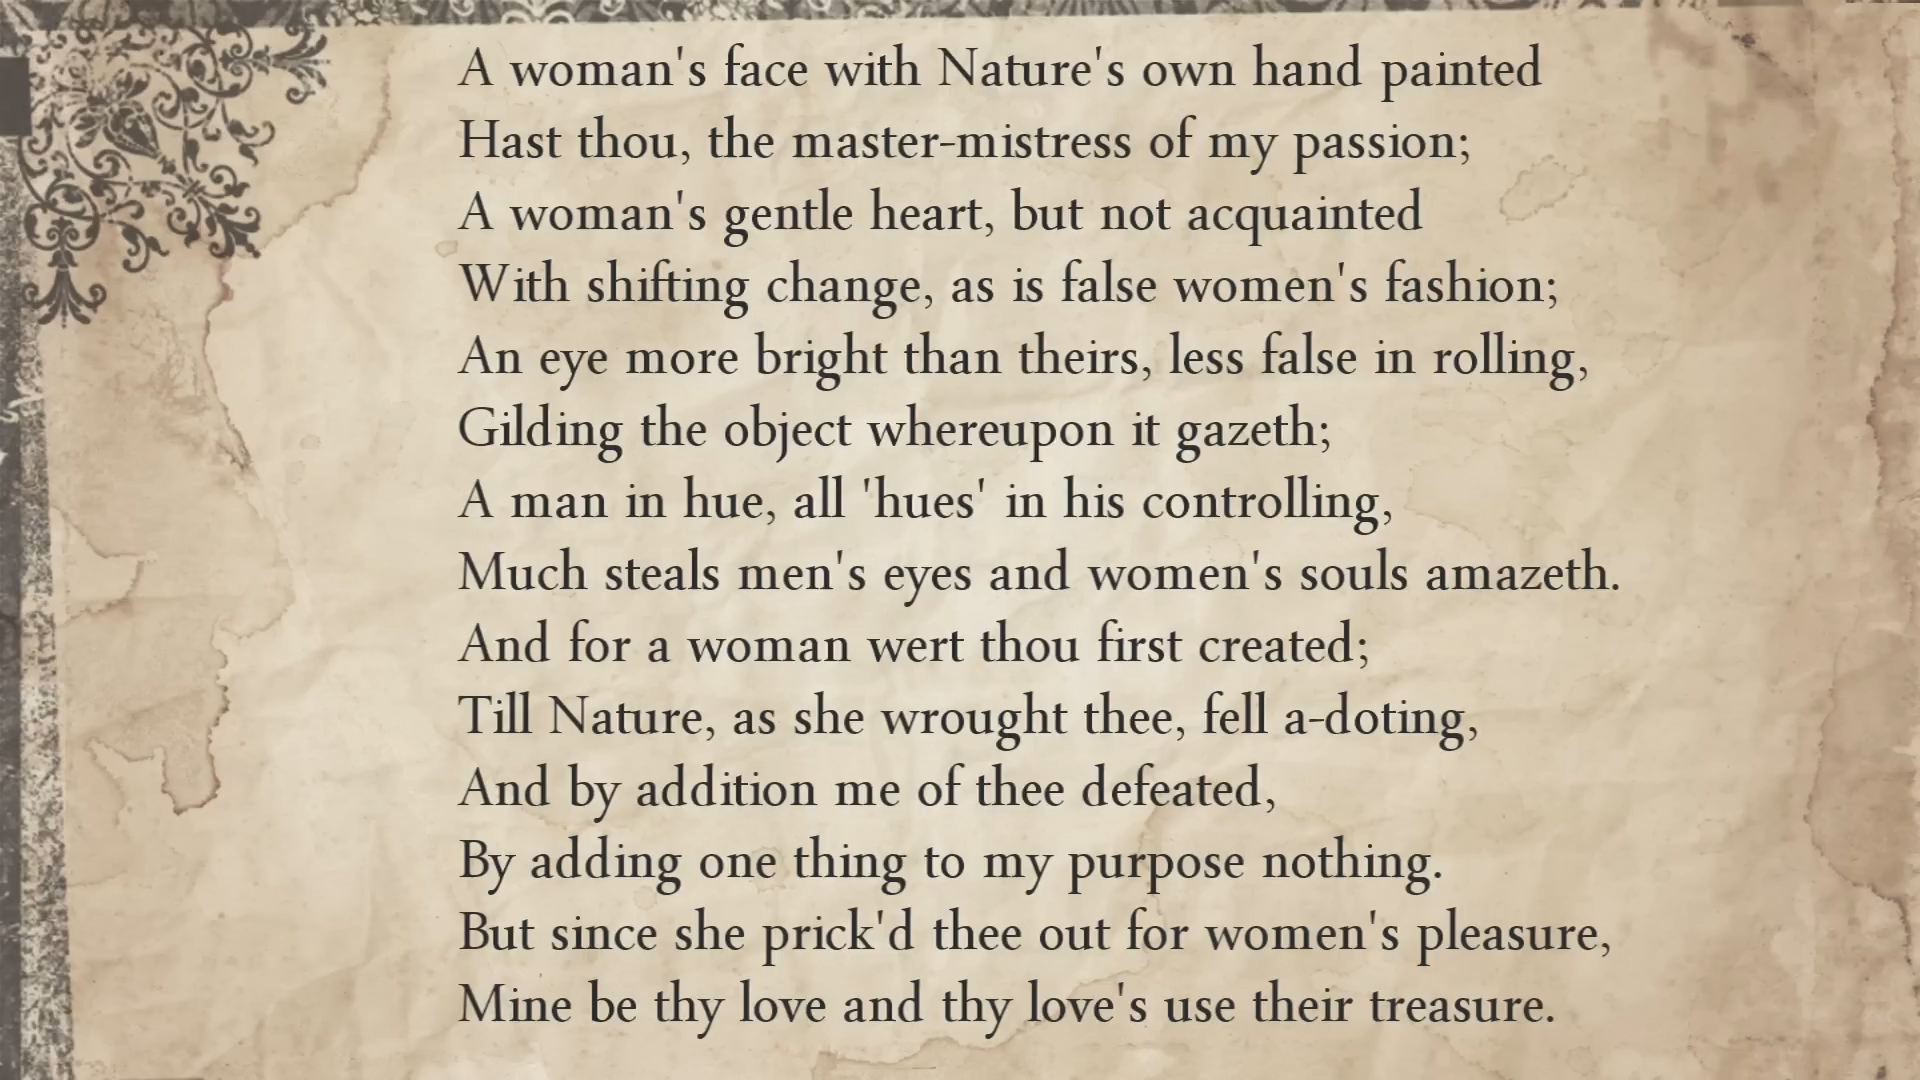 A woman's face with Nature's own hand painted
Hast thou, the master-mistress of my passion;
A woman's gentle heart, but not acquainted
With shifting change, as is false women's fashion;
An eye more bright than theirs, less false in rolling,
Gilding the object whereupon it gazeth;
A man in hue, all 'hues' in his controlling,
Much steals men's eyes and women's souls amazeth.
And for a woman wert thou first created;
Till Nature, as she wrought thee, fell a-doting,
And by addition me of thee defeated,
By adding one thing to my purpose nothing.
But since she prick'd thee out for women's pleasure,
Mine be thy love and thy love's use their treasure.